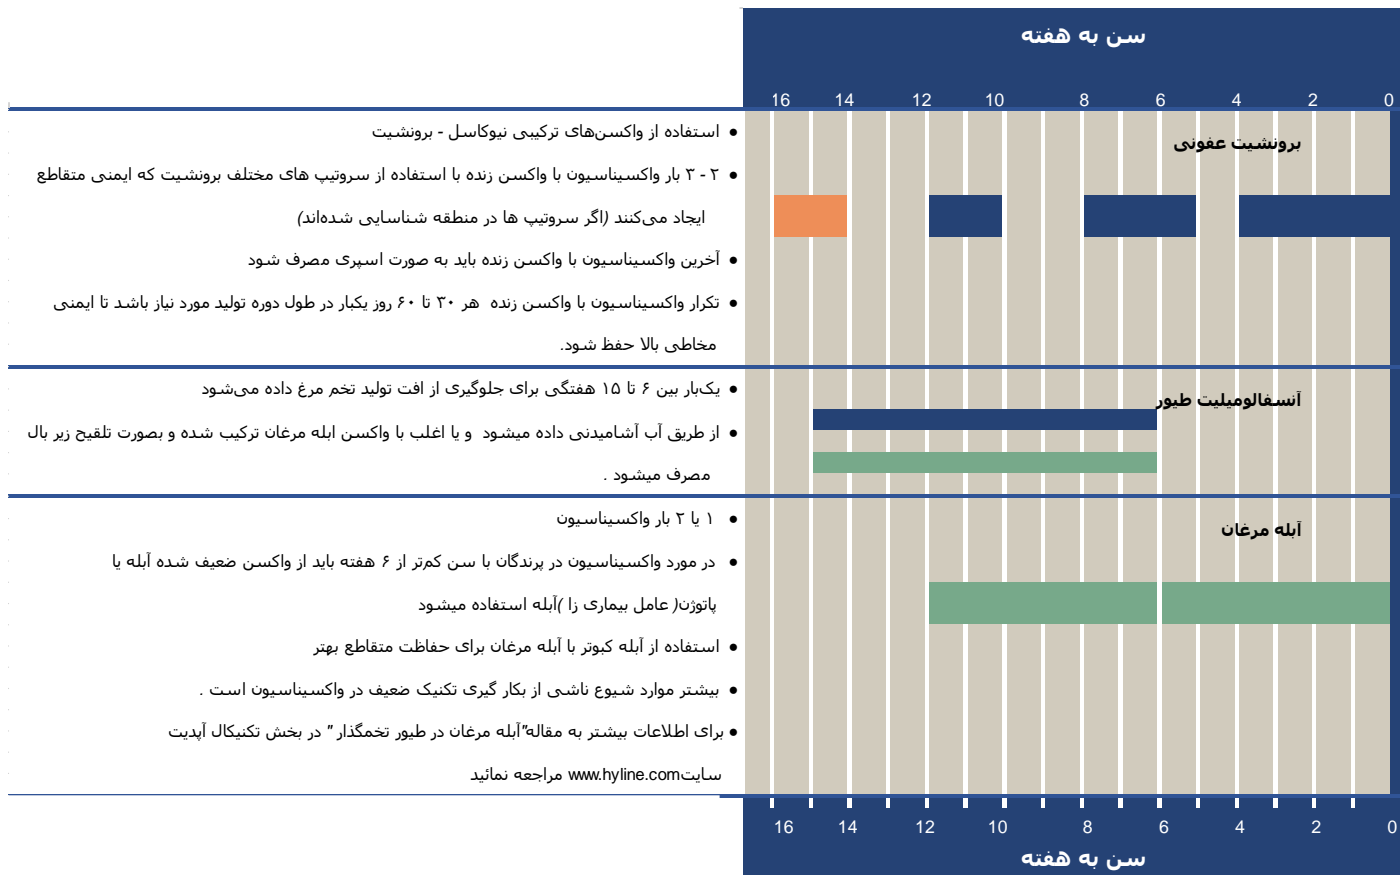 سن به هفته
0 2 4 6 8 10 12 14 16
برونشیت عفونی
● استفاده از واکسن‌های ترکیبی نیوکاسل - برونشیت
● ۲ - ۳ بار واکسیناسیون با واکسن زنده با استفاده از سروتیپ های مختلف برونشیت که ایمنی متقاطع
ایجاد می‌کنند (اگر سروتیپ ها در منطقه شناسایی شده‌اند)
● آخرین واکسیناسیون با واکسن زنده باید به صورت اسپری مصرف شود
● تکرار واکسیناسیون با واکسن زنده هر ۳۰ تا ۶۰ روز یکبار در طول دوره تولید مورد نیاز باشد تا ایمنی
مخاطی بالا حفظ شود.
آنسفالومیلیت طیور
● یک‌بار بین ۶ تا ۱۵ هفتگی برای جلوگیری از افت تولید تخم مرغ داده می‌شود
● از طریق آب آشامیدنی داده میشود و یا اغلب با واکسن ابله مرغان ترکیب شده و بصورت تلقیح زیر بال
مصرف میشود .
آبله مرغان
● ۱ یا ۲ بار واکسیناسیون
● در مورد واکسیناسیون در پرندگان با سن کم‌تر از ۶ هفته باید از واکسن ضعیف شده آبله یا
پاتوژن( عامل بیماری زا )آبله استفاده میشود
● استفاده از آبله کبوتر با آبله مرغان برای حفاظت متقاطع بهتر
● بیشتر موارد شیوع ناشی از بکار گیری تکنیک ضعیف در واکسیناسیون است .
● برای اطلاعات بیشتر به مقاله"آبله مرغان در طیور تخمگذار " در بخش تکنیکال آپدیت
سایتwww.hyline.com مراجعه نمائید
0 2 4 6 8 10 12 14 16
سن به هفته